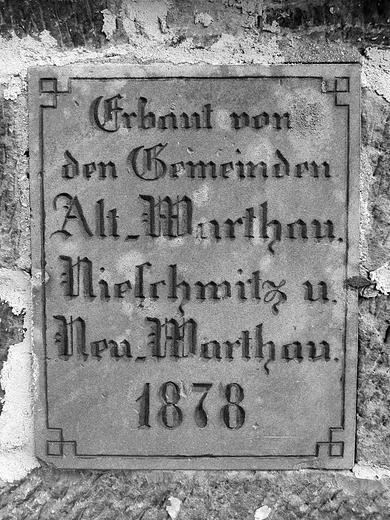 Erbaut von
den Gemeinden
Alt-Warthau.
Nieſchwitz u.
Neu-Warthau.
1878